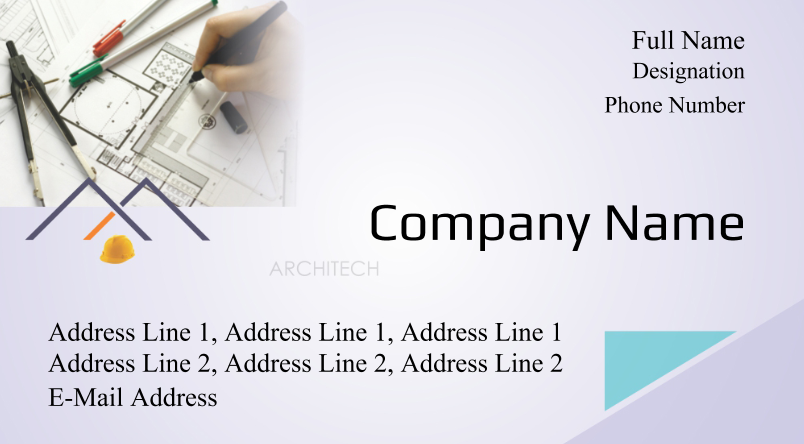 Full Name
Designation
Phone Number
Company Name
ARCHITECH
Address Line 1, Address Line 1, Address Line 1
Address Line 2, Address Line 2, Address Line 2
E-Mail Address